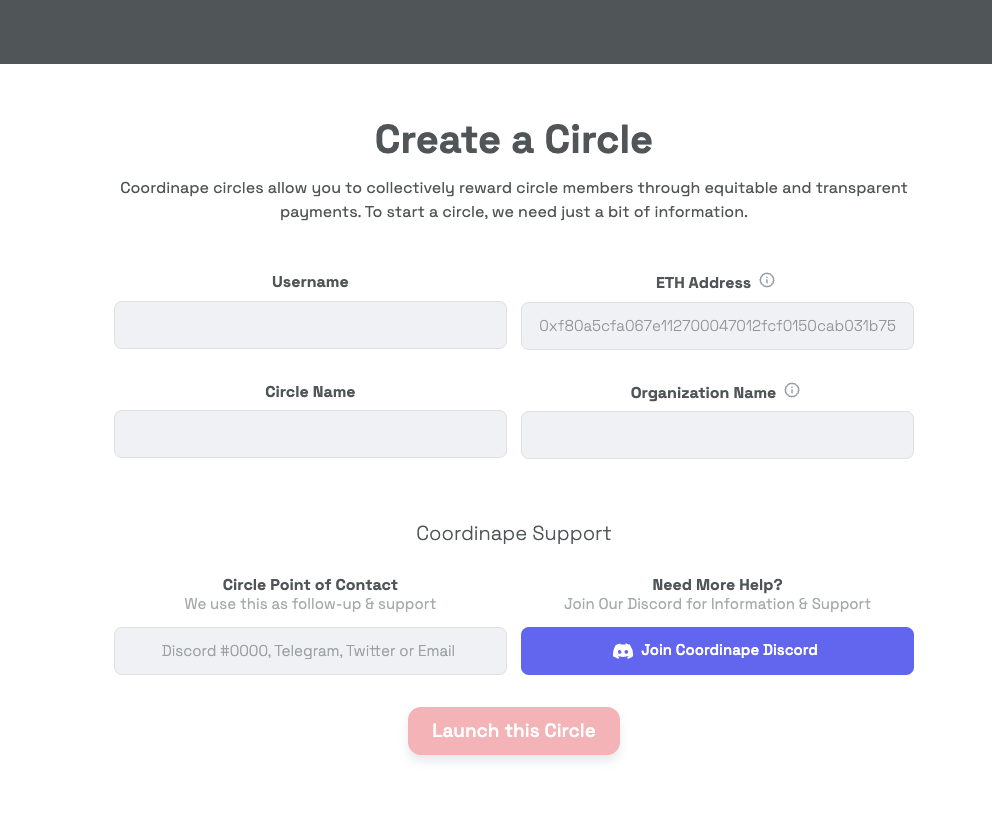 Create a Circle
Coordinape circles allow you to collectively reward circle members through equitable and transparent
payments. To start a circle, we need just a bit of information.
Username
ETH Address
0xf80a5cfa067e112700047012fcf0150cab031b75
Circle Name
Organization Name
Coordinape Support
Circle Point of Contact
We use this as follow-up & support
Discord #0000, Telegram, Twitter or Email
Need More Help?
Join Our Discord for Information & Support
Join Coordinape Discord
Launch this Circle